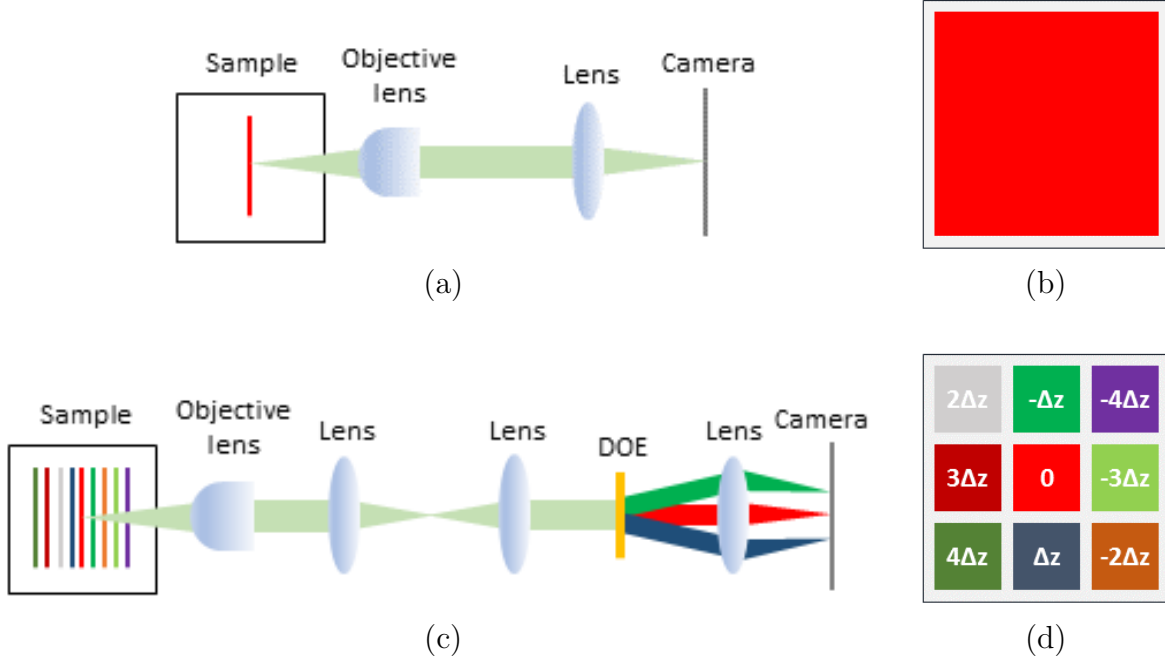 Sample
Objective
lens
Lens
Camera
(a)
(b)
Sample
Objective
lens
Lens
Lens
DOE
Lens
Camera
2Δz
-Δz
-4Δz
3Δz
0
-3Δz
4Δz
Δz
-2Δz
(c)
(d)